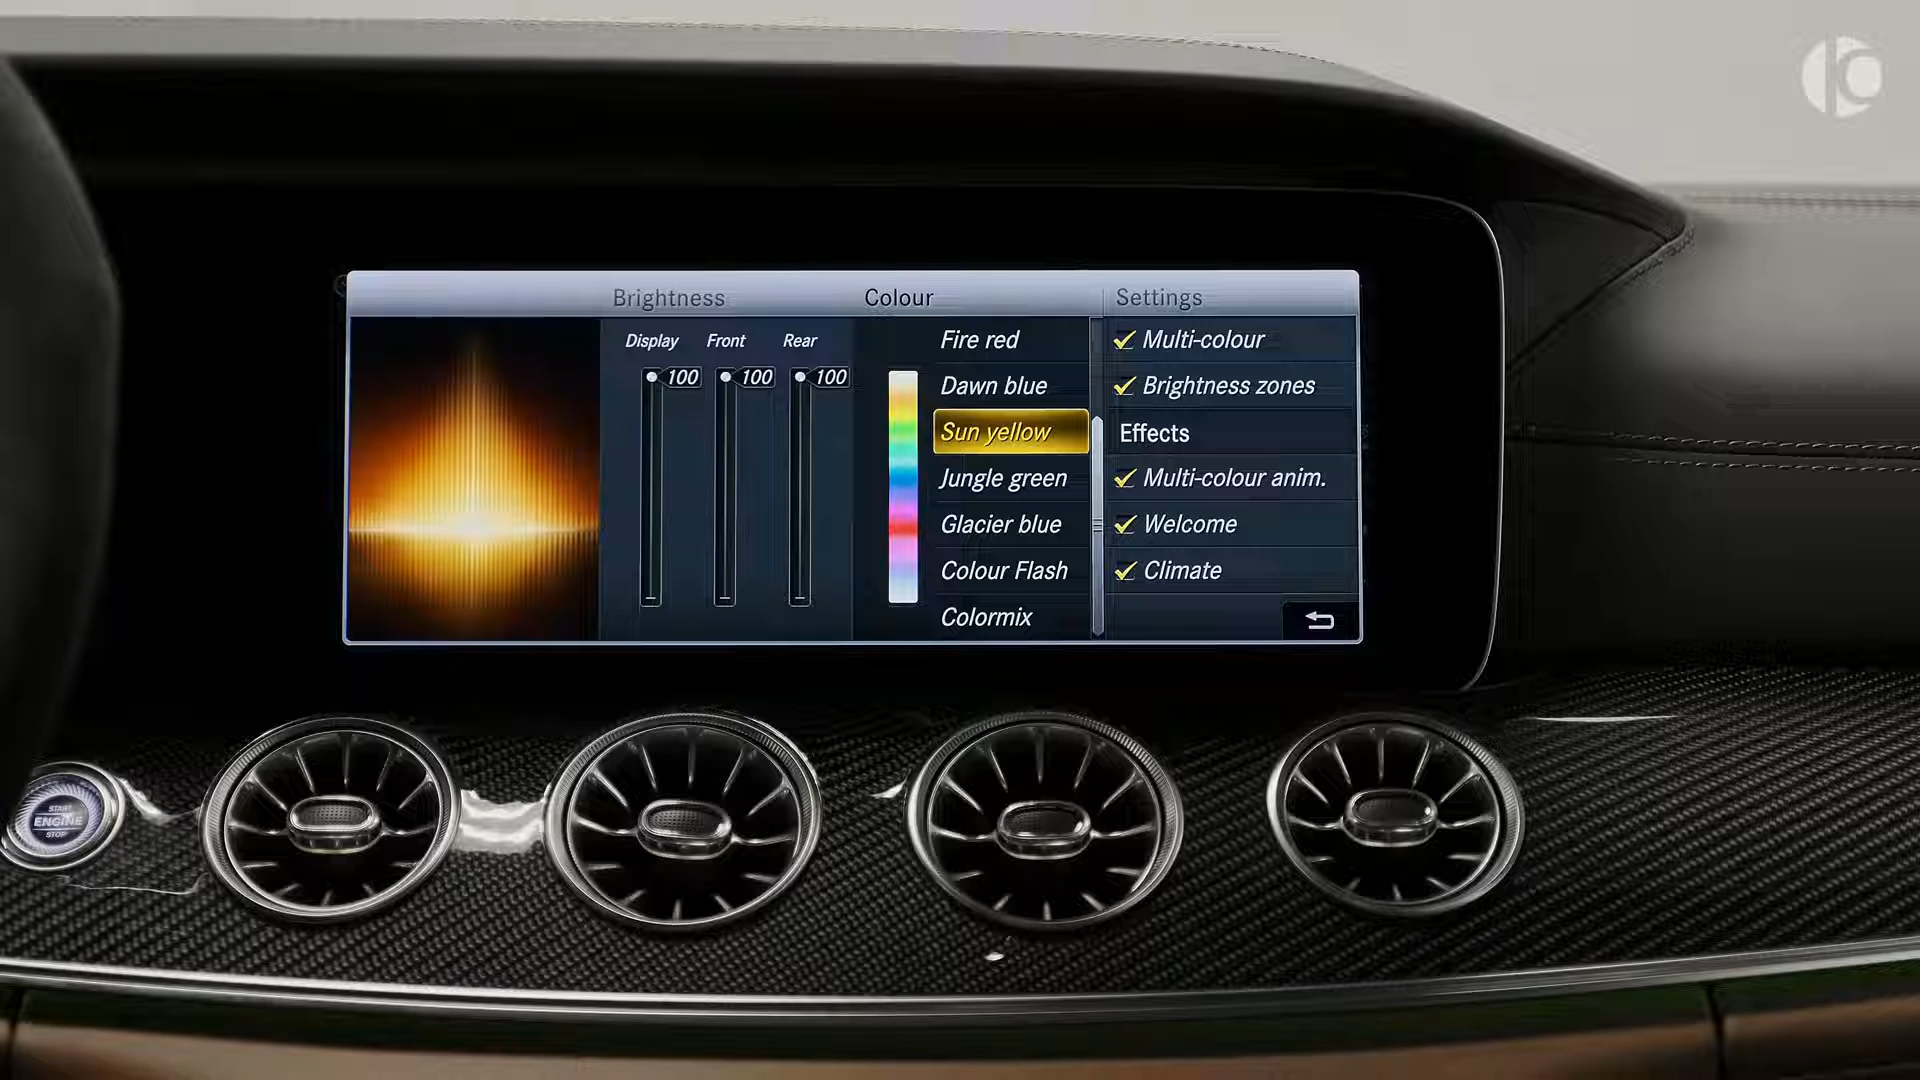 Brightness
Colour
Settings
Display Front Rear
100 100 100
Fire red
Dawn blue
Sun yellow
Jungle green
Glacier blue
Colour Flash
Colormix
Multi-colour
Brightness zones
Effects
Multi-colour anim.
Welcome
Climate
START
ENGINE
STOP